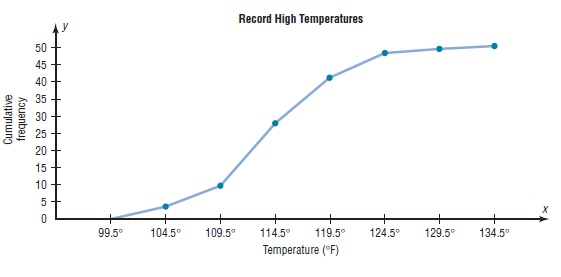 Record High Temperatures
y
50
45
40
35
30
25
20
15
10
5
0
Cumulative
frequency
x
99.5° 104.5° 109.5° 114.5° 119.5° 124.5° 129.5° 134.5°
Temperature (°F)